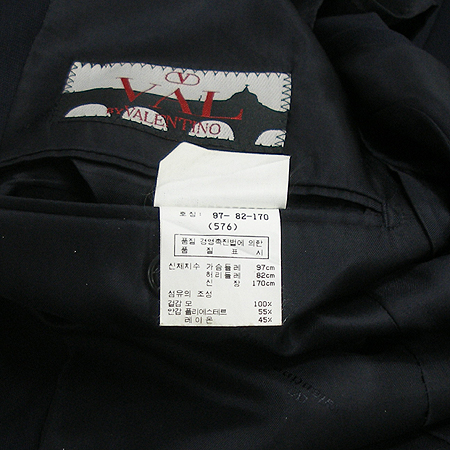 VAL
BY VALENTINO
호칭: 97- 82-170
(576)
품질 경영촉진법에 의한
품 질 표 시
신체치수 가슴둘레 97cm
허리둘레 82cm
신 장 170cm
섬유의 조성
겉감 모 100%
안감 폴리에스테르 55%
레이온 45%